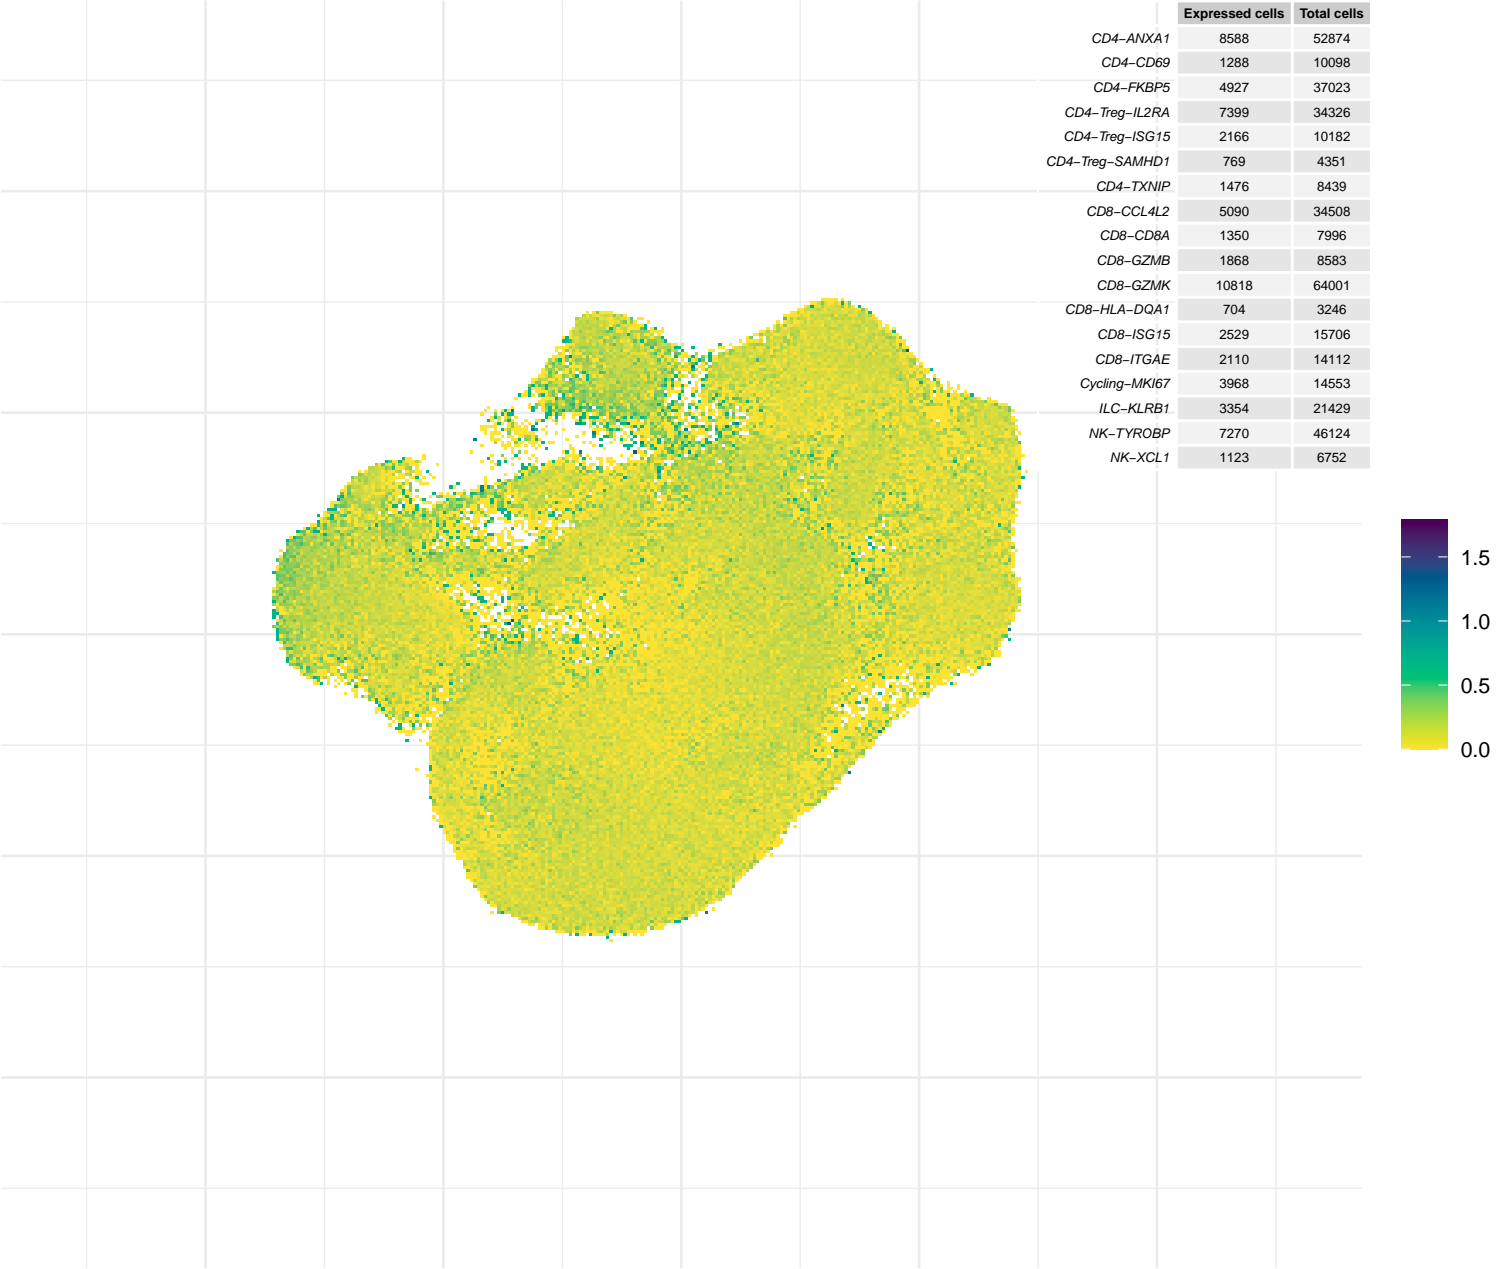 Expressed cells Total cells
CD4−ANXA1 8588 52874
CD4−CD69 1288 10098
CD4−FKBP5 4927 37023
CD4−Treg−IL2RA 7399 34326
CD4−Treg−ISG15 2166 10182
CD4−Treg−SAMHD1 769 4351
CD4−TXNIP 1476 8439
CD8−CCL4L2 5090 34508
CD8−CD8A 1350 7996
CD8−GZMB 1868 8583
CD8−GZMK 10818 64001
CD8−HLA−DQA1 704 3246
CD8−ISG15 2529 15706
CD8−ITGAE 2110 14112
Cycling−MKI67 3968 14553
ILC−KLRB1 3354 21429
NK−TYROBP 7270 46124
NK−XCL1 1123 6752
1.5
1.0
0.5
0.0